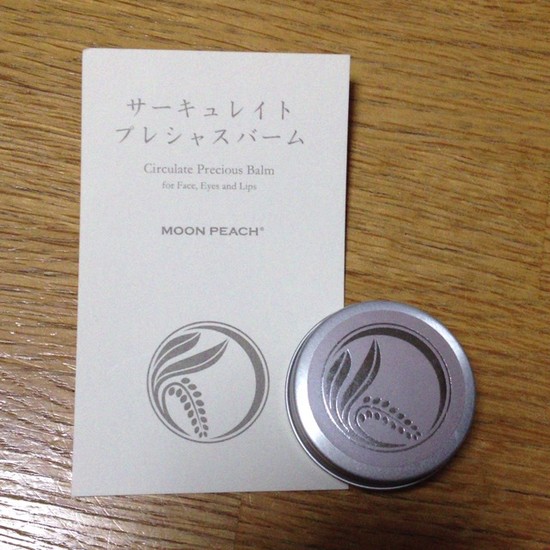 サーキュレイト
プレシャスバーム
Circulate Precious Balm
for Face, Eyes and Lips
MOON PEACH®